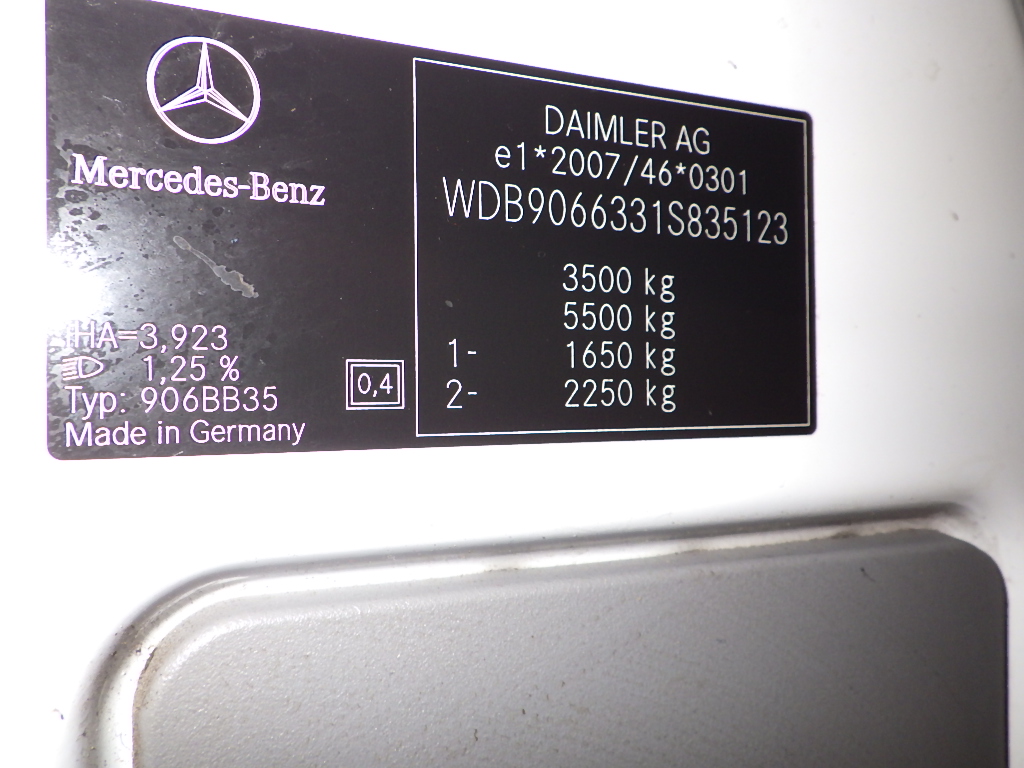 Mercedes-Benz
IHA=3,923
1,25 %
Typ: 906BB35
Made in Germany
0,4
DAIMLER AG
e1*2007/46*0301
WDB9066331S835123
3500 kg
5500 kg
1- 1650 kg
2- 2250 kg